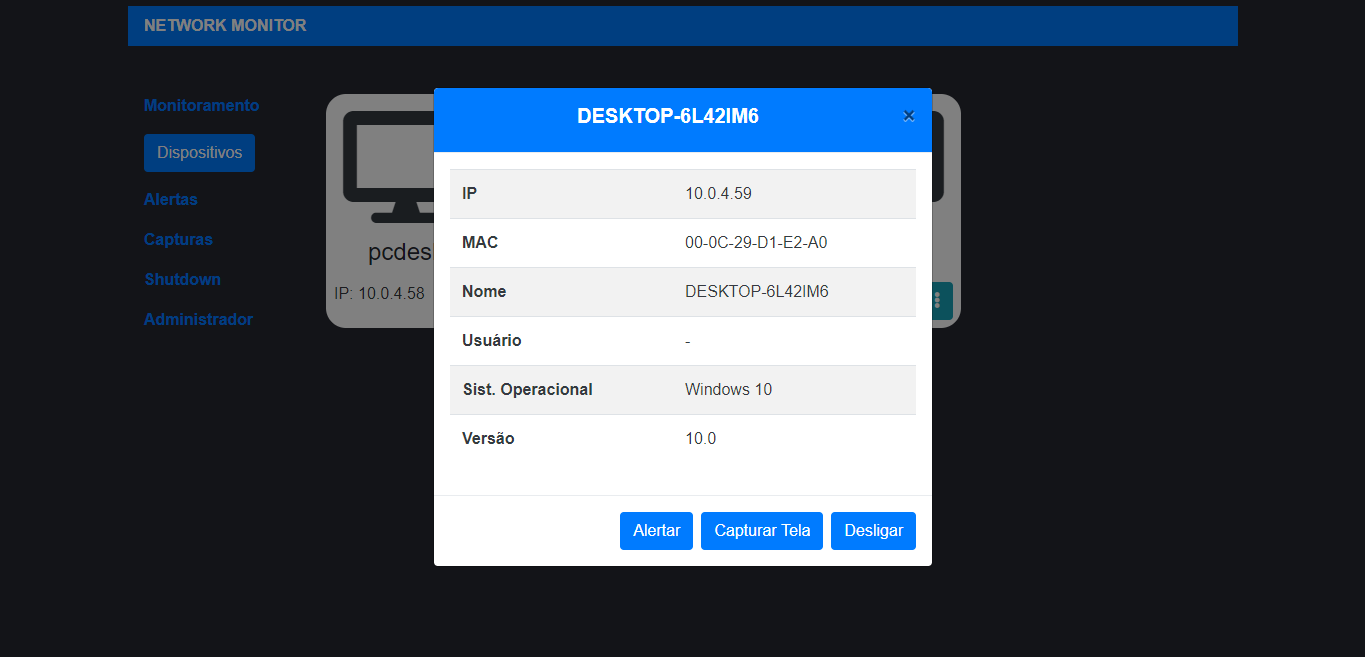 NETWORK MONITOR
Monitoramento
Dispositivos
Alertas
Capturas
Shutdown
Administrador
pcdes
IP: 10.0.4.58
DESKTOP-6L42IM6 ×
IP 10.0.4.59
MAC 00-0C-29-D1-E2-A0
Nome DESKTOP-6L42IM6
Usuário -
Sist. Operacional Windows 10
Versão 10.0
Alertar Capturar Tela Desligar